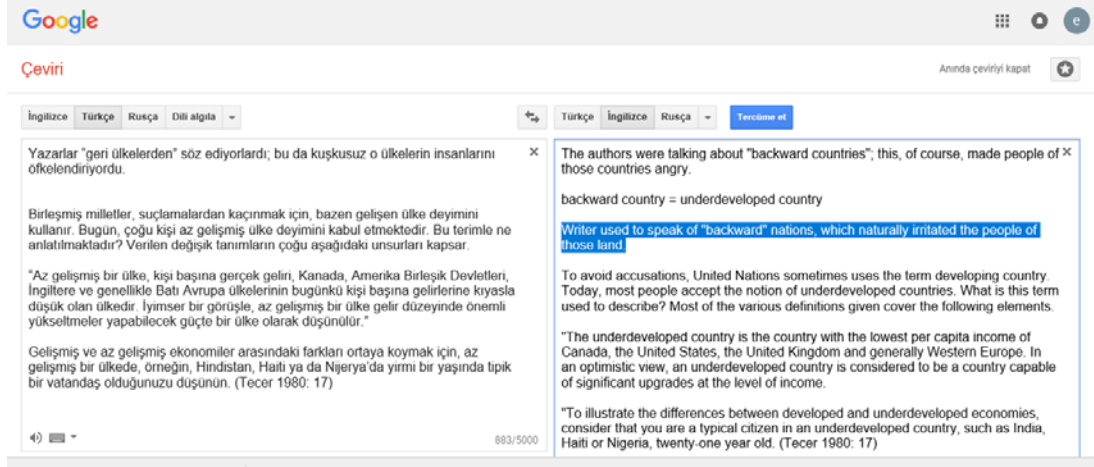 Google
e
Çeviri
Anında çeviriyi kapat
İngilizce Türkçe Rusça Dili algıla
Türkçe İngilizce Rusça Tercüme et
Yazarlar "geri ülkelerden" söz ediyorlardı; bu da kuşkusuz o ülkelerin insanlarını
öfkelendiriyordu.
Birleşmiş milletler, suçlamalardan kaçınmak için, bazen gelişen ülke deyimini
kullanır. Bugün, çoğu kişi az gelişmiş ülke deyimini kabul etmektedir. Bu terimle ne
anlatılmaktadır? Verilen değişik tanımların çoğu aşağıdaki unsurları kapsar.
"Az gelişmiş bir ülke, kişi başına gerçek geliri, Kanada, Amerika Birleşik Devletleri,
İngiltere ve genellikle Batı Avrupa ülkelerinin bugünkü kişi başına gelirlerine kıyasla
düşük olan ülkedir. İyimser bir görüşle, az gelişmiş bir ülke gelir düzeyinde önemli
yükseltmeler yapabilecek güçte bir ülke olarak düşünülür."
Gelişmiş ve az gelişmiş ekonomiler arasındaki farkları ortaya koymak için, az
gelişmiş bir ülkede, örneğin, Hindistan, Haiti ya da Nijerya'da yirmi bir yaşında tipik
bir vatandaş olduğunuzu düşünün. (Tecer 1980: 17)
883/5000
The authors were talking about "backward countries"; this, of course, made people of
those countries angry.
backward country = underdeveloped country
Writer used to speak of "backward" nations, which naturally irritated the people of
those land.
To avoid accusations, United Nations sometimes uses the term developing country.
Today, most people accept the notion of underdeveloped countries. What is this term
used to describe? Most of the various definitions given cover the following elements.
"The underdeveloped country is the country with the lowest per capita income of
Canada, the United States, the United Kingdom and generally Western Europe. In
an optimistic view, an underdeveloped country is considered to be a country capable
of significant upgrades at the level of income.
"To illustrate the differences between developed and underdeveloped economies,
consider that you are a typical citizen in an underdeveloped country, such as India,
Haiti or Nigeria, twenty-one year old. (Tecer 1980: 17)